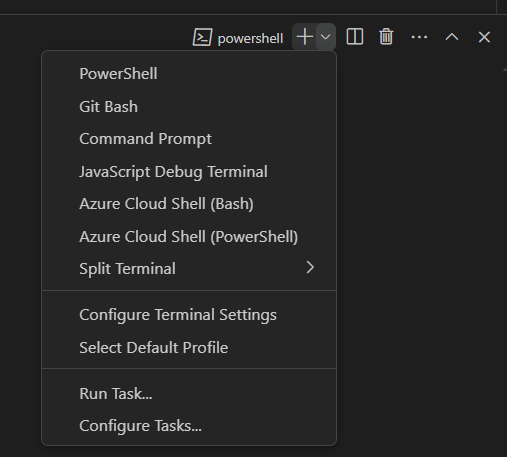 powershell
PowerShell
Git Bash
Command Prompt
JavaScript Debug Terminal
Azure Cloud Shell (Bash)
Azure Cloud Shell (PowerShell)
Split Terminal
Configure Terminal Settings
Select Default Profile
Run Task...
Configure Tasks...